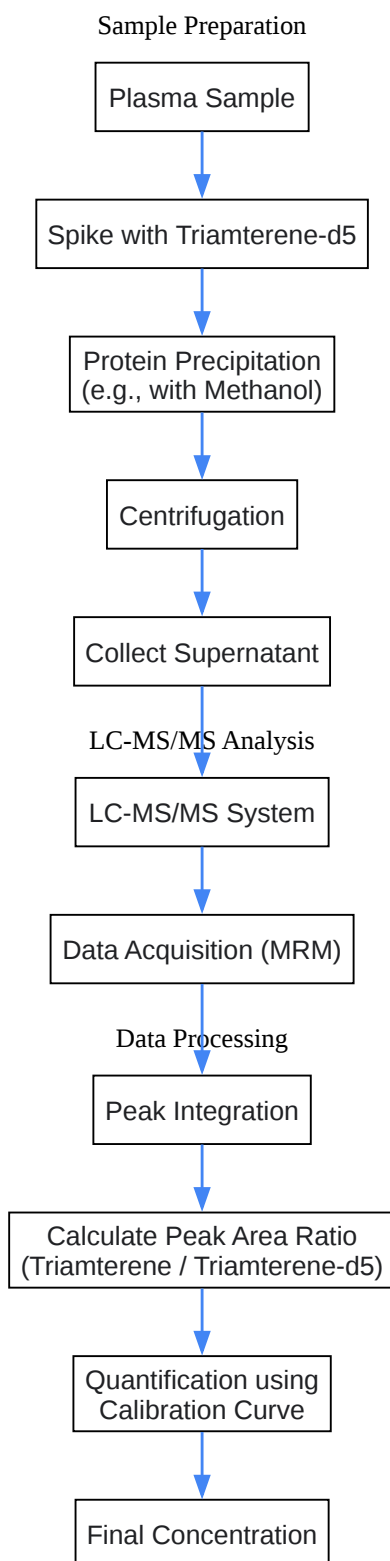 Sample Preparation
Plasma Sample
Spike with Triamterene-d5
Protein Precipitation
(e.g., with Methanol)
Centrifugation
Collect Supernatant
LC-MS/MS Analysis
LC-MS/MS System
Data Acquisition (MRM)
Data Processing
Peak Integration
Calculate Peak Area Ratio
(Triamterene / Triamterene-d5)
Quantification using
Calibration Curve
Final Concentration